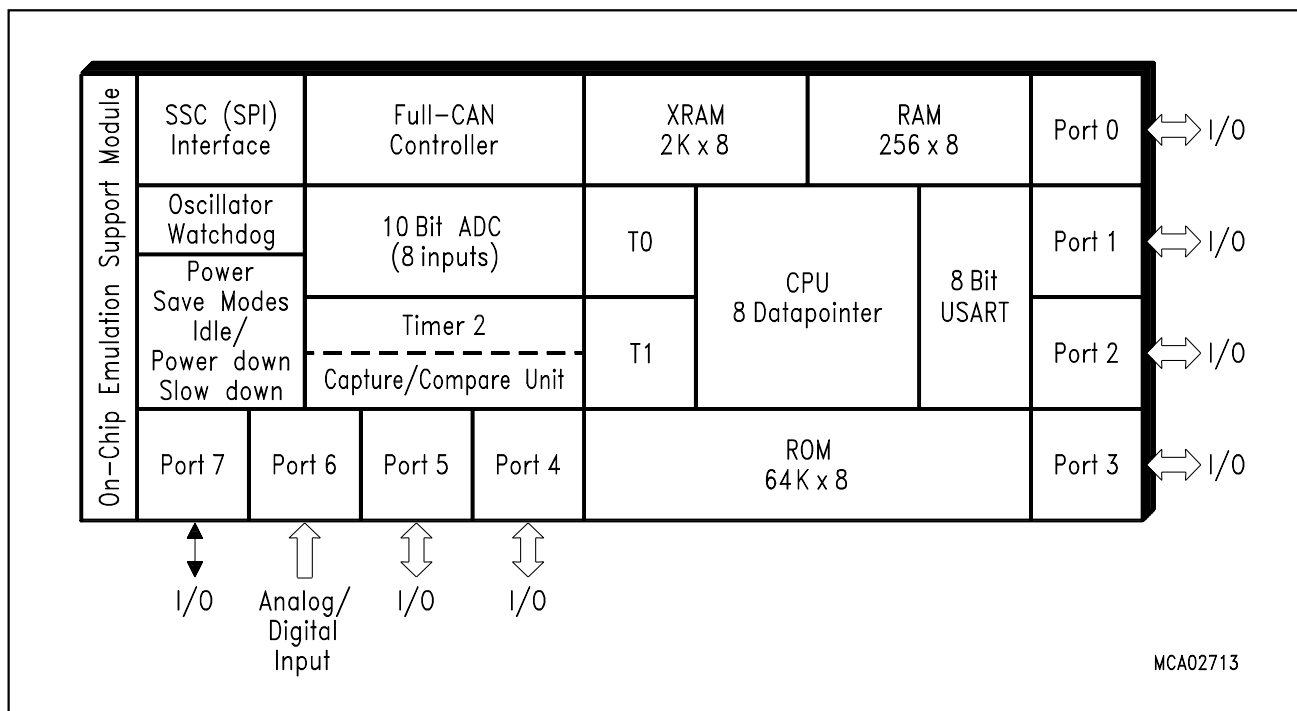 On-Chip Emulation Support Module
SSC (SPI)
Interface
Full-CAN
Controller
XRAM
2K x 8
RAM
256 x 8
Port 0
I/O
Oscillator
Watchdog
10 Bit ADC
(8 inputs)
T0
CPU
8 Datapointer
8 Bit
USART
Port 1
I/O
Power
Save Modes
Idle/
Power down
Slow down
Timer 2
Capture/Compare Unit
T1
Port 2
I/O
Port 7
Port 6
Port 5
Port 4
ROM
64K x 8
Port 3
I/O
I/O
Analog/
Digital
Input
I/O
I/O
MCA02713